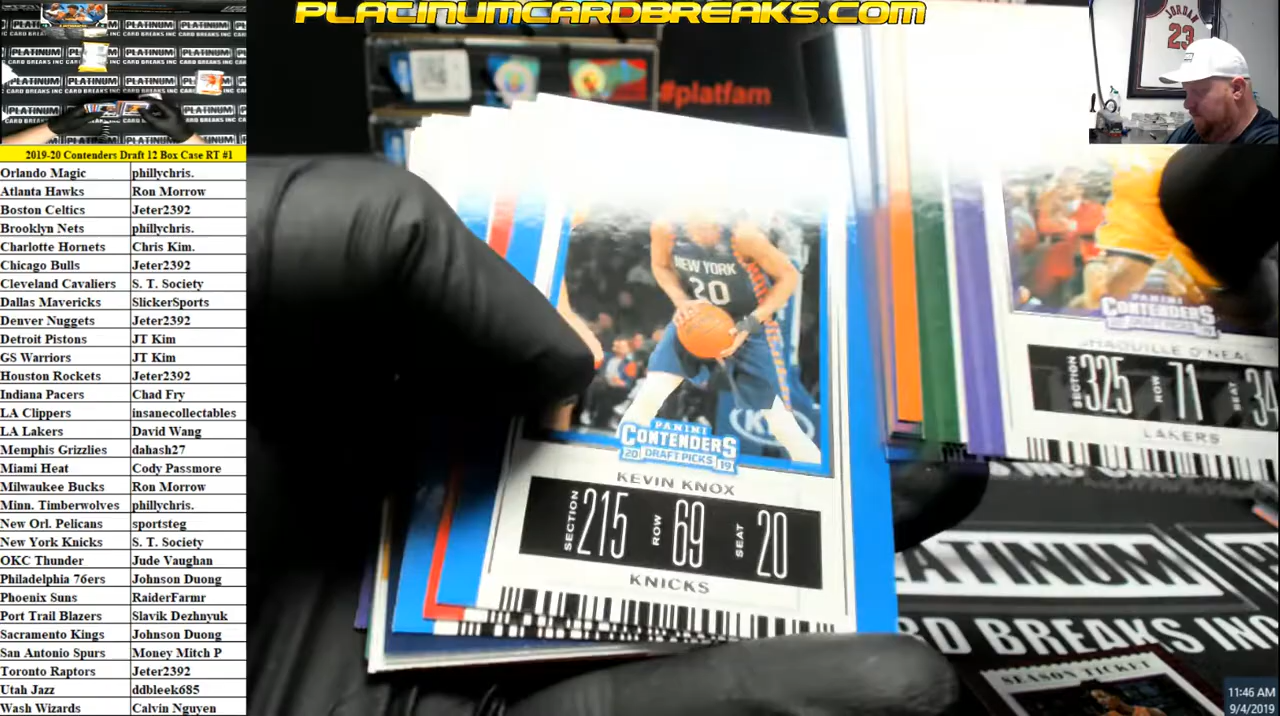 PLATINUMCARDBREAKS.COM
JORDAN
23
#platfam
2019-20 Contenders Draft 12 Box Case RT #1
Orlando Magic phillychris.
Atlanta Hawks Ron Morrow
Boston Celtics Jeter2392
Brooklyn Nets phillychris.
Charlotte Hornets Chris Kim.
Chicago Bulls Jeter2392
Cleveland Cavaliers S. T. Society
Dallas Mavericks SlickerSports
Denver Nuggets Jeter2392
Detroit Pistons JT Kim
GS Warriors JT Kim
Houston Rockets Jeter2392
Indiana Pacers Chad Fry
LA Clippers insanecollectables
LA Lakers David Wang
Memphis Grizzlies dahash27
Miami Heat Cody Passmore
Milwaukee Bucks Ron Morrow
Minn. Timberwolves phillychris.
New Orl. Pelicans sportsteg
New York Knicks S. T. Society
OKC Thunder Jude Vaughan
Philadelphia 76ers Johnson Duong
Phoenix Suns RaiderFarmr
Port Trail Blazers Slavik Dezhnyuk
Sacramento Kings Johnson Duong
San Antonio Spurs Money Mitch P
Toronto Raptors Jeter2392
Utah Jazz ddbleek685
Wash Wizards Calvin Nguyen
NEW YORK
20
PANINI
CONTENDERS
20 DRAFT PICKS 19
KEVIN KNOX
SECTION 215 ROW 69 SEAT 20
KNICKS
PANINI
CONTENDERS
SHAQUILLE O'NEAL
SECTION 325 ROW 71 SEAT 34
LAKERS
PLATINUM
CARD BREAKS INC
SEASON TICKET
11:46 AM
9/4/2019